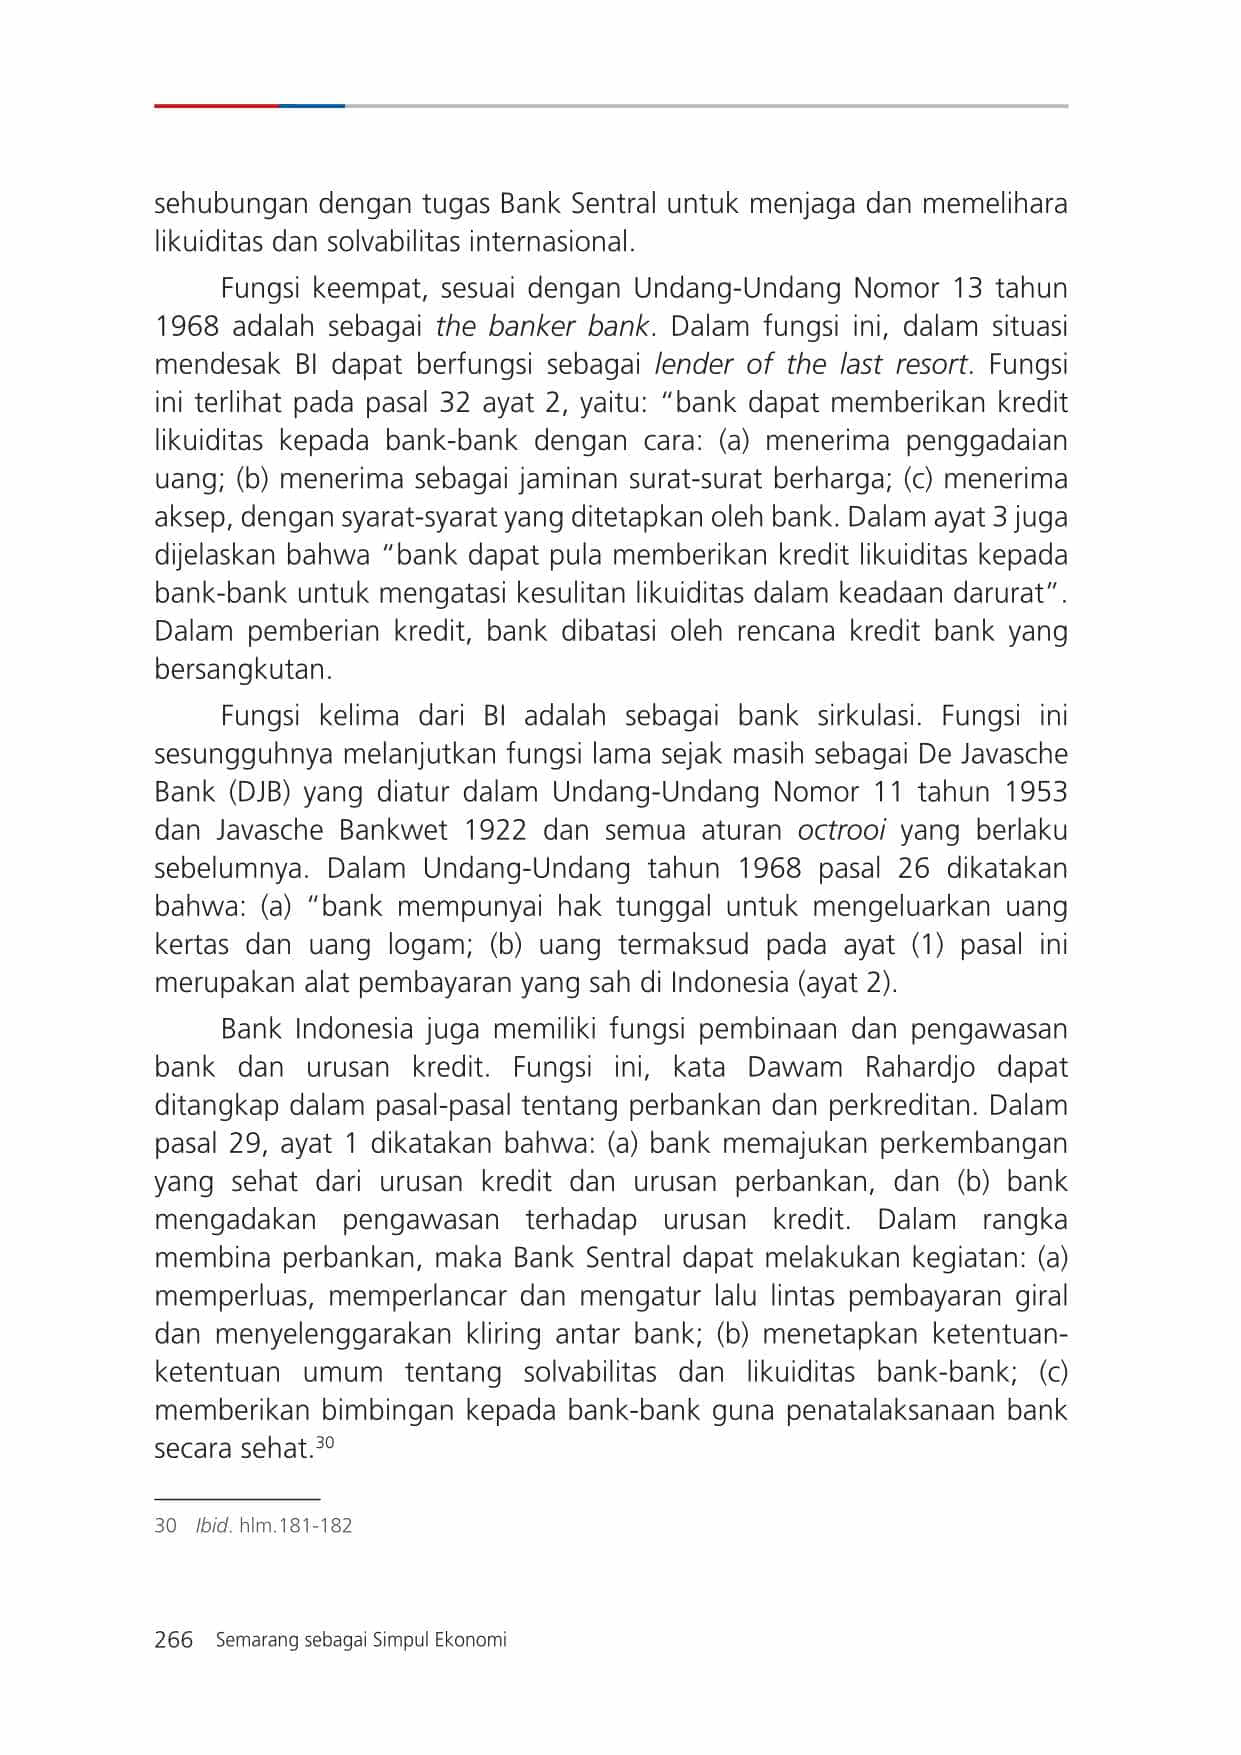 sehubungan dengan tugas Bank Sentral untuk menjaga dan memelihara
likuiditas dan solvabilitas internasional.
Fungsi keempat, sesuai dengan Undang-Undang Nomor 13 tahun
1968 adalah sebagai the banker bank. Dalam fungsi ini, dalam situasi
mendesak BI dapat berfungsi sebagai lender of the last resort. Fungsi
ini terlihat pada pasal 32 ayat 2, yaitu: “bank dapat memberikan kredit
likuiditas kepada bank-bank dengan cara: (a) menerima penggadaian
uang; (b) menerima sebagai jaminan surat-surat berharga; (c) menerima
aksep, dengan syarat-syarat yang ditetapkan oleh bank. Dalam ayat 3 juga
dijelaskan bahwa “bank dapat pula memberikan kredit likuiditas kepada
bank-bank untuk mengatasi kesulitan likuiditas dalam keadaan darurat”.
Dalam pemberian kredit, bank dibatasi oleh rencana kredit bank yang
bersangkutan.
Fungsi kelima dari BI adalah sebagai bank sirkulasi. Fungsi ini
sesungguhnya melanjutkan fungsi lama sejak masih sebagai De Javasche
Bank (DJB) yang diatur dalam Undang-Undang Nomor 11 tahun 1953
dan Javasche Bankwet 1922 dan semua aturan octrooi yang berlaku
sebelumnya. Dalam Undang-Undang tahun 1968 pasal 26 dikatakan
bahwa: (a) “bank mempunyai hak tunggal untuk mengeluarkan uang
kertas dan uang logam; (b) uang termaksud pada ayat (1) pasal ini
merupakan alat pembayaran yang sah di Indonesia (ayat 2).
Bank Indonesia juga memiliki fungsi pembinaan dan pengawasan
bank dan urusan kredit. Fungsi ini, kata Dawam Rahardjo dapat
ditangkap dalam pasal-pasal tentang perbankan dan perkreditan. Dalam
pasal 29, ayat 1 dikatakan bahwa: (a) bank memajukan perkembangan
yang sehat dari urusan kredit dan urusan perbankan, dan (b) bank
mengadakan pengawasan terhadap urusan kredit. Dalam rangka
membina perbankan, maka Bank Sentral dapat melakukan kegiatan: (a)
memperluas, memperlancar dan mengatur lalu lintas pembayaran giral
dan menyelenggarakan kliring antar bank; (b) menetapkan ketentuan-
ketentuan umum tentang solvabilitas dan likuiditas bank-bank; (c)
memberikan bimbingan kepada bank-bank guna penatalaksanaan bank
secara sehat.30
30 Ibid. hlm.181-182
266 Semarang sebagai Simpul Ekonomi